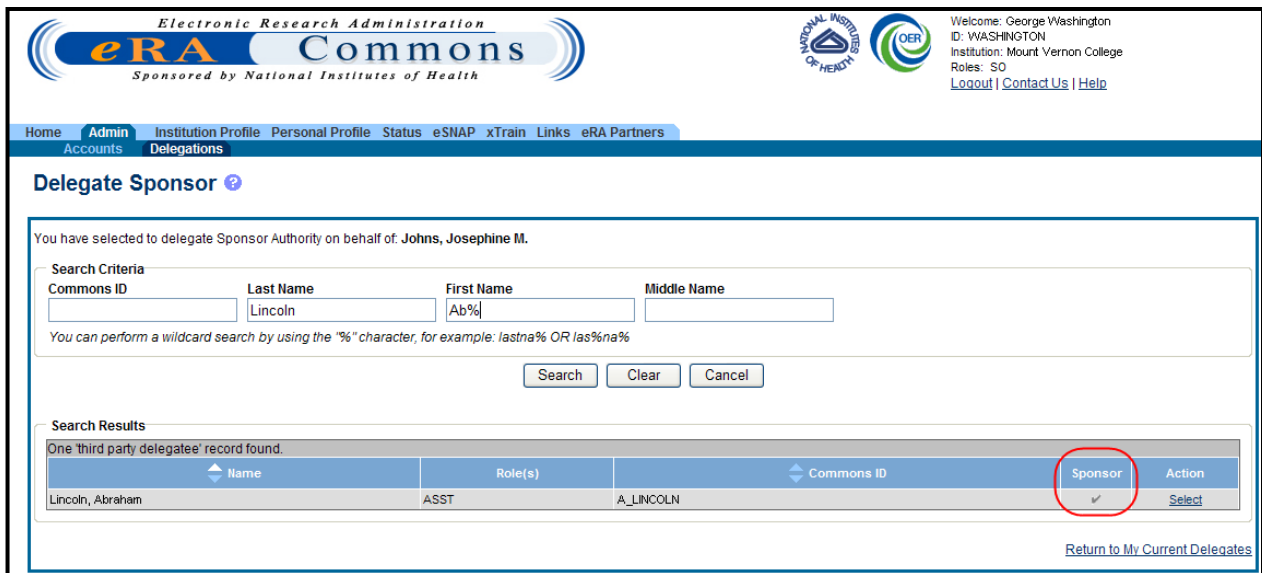 Electronic Research Administration
eRA Commons
Sponsored by National Institutes of Health
NATIONAL INSTITUTES OF HEALTH
OER
Welcome: George Washington
ID: WASHINGTON
Institution: Mount Vernon College
Roles: SO
Logout | Contact Us | Help
Home Admin Institution Profile Personal Profile Status eSNAP xTrain Links eRA Partners
Accounts Delegations
Delegate Sponsor ?
You have selected to delegate Sponsor Authority on behalf of: Johns, Josephine M.
Search Criteria
Commons ID Last Name First Name Middle Name
Lincoln Ab%
You can perform a wildcard search by using the "%" character, for example: lastna% OR las%na%
Search Clear Cancel
Search Results
One 'third party delegatee' record found.
Name Role(s) Commons ID Sponsor Action
Lincoln, Abraham ASST A_LINCOLN ✔ Select
Return to My Current Delegates